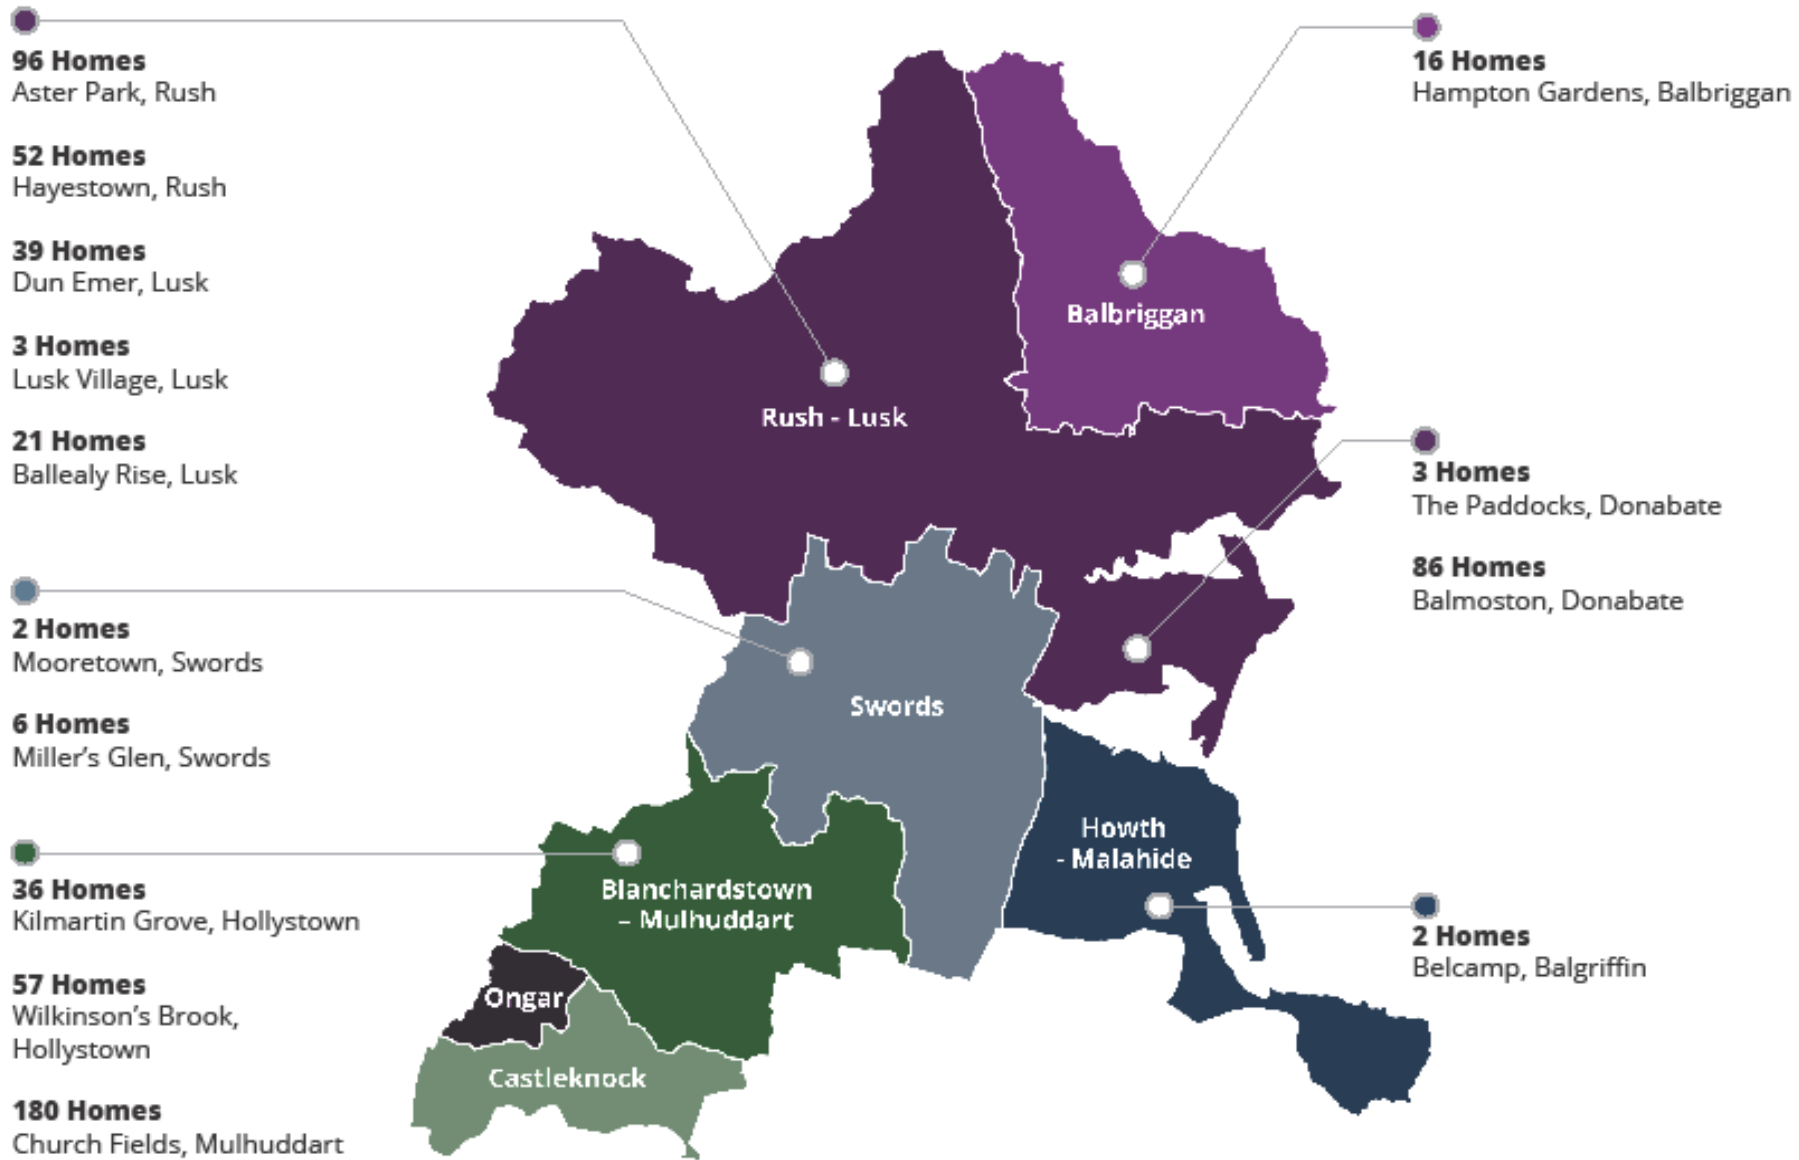 96 Homes
Aster Park, Rush
52 Homes
Hayestown, Rush
39 Homes
Dun Emer, Lusk
3 Homes
Lusk Village, Lusk
21 Homes
Ballealy Rise, Lusk
2 Homes
Mooretown, Swords
6 Homes
Miller’s Glen, Swords
36 Homes
Kilmartin Grove, Hollystown
57 Homes
Wilkinson’s Brook,
Hollystown
180 Homes
Church Fields, Mulhuddart
Balbriggan
Rush - Lusk
Swords
Howth
- Malahide
Blanchardstown
– Mulhuddart
Ongar
Castleknock
16 Homes
Hampton Gardens, Balbriggan
3 Homes
The Paddocks, Donabate
86 Homes
Balmoston, Donabate
2 Homes
Belcamp, Balgriffin